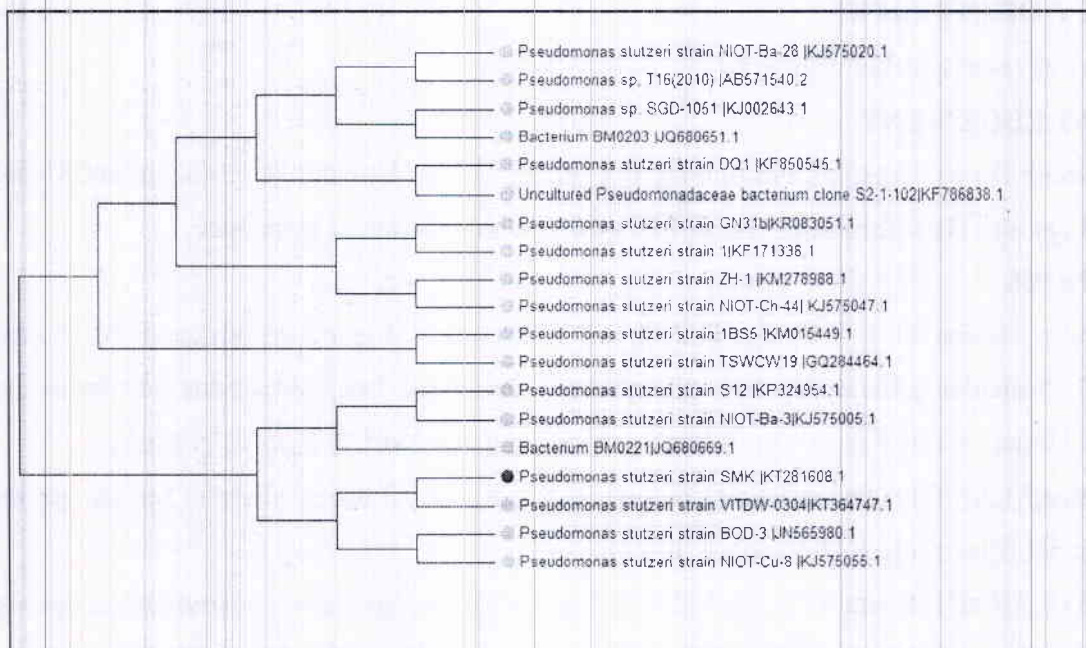 Pseudomonas stutzeri strain NIOT-Ba-28 |KJ575020.1
Pseudomonas sp. T16(2010) |AB571540.2
Pseudomonas sp. SGD-1051 |KJ002643.1
Bacterium BM0203 |JQ680651.1
Pseudomonas stutzeri strain DQ1 |KF850545.1
Uncultured Pseudomonadaceae bacterium clone S2-1-102|KF786838.1
Pseudomonas stutzeri strain GN31b|KR083051.1
Pseudomonas stutzeri strain 1|KF171338.1
Pseudomonas stutzeri strain ZH-1 |KM278988.1
Pseudomonas stutzeri strain NIOT-Ch-44| KJ575047.1
Pseudomonas stutzeri strain 1BS5 |KM015449.1
Pseudomonas stutzeri strain TSWCW19 |GQ284464.1
Pseudomonas stutzeri strain S12 |KP324954.1
Pseudomonas stutzeri strain NIOT-Ba-3|KJ575005.1
Bacterium BM0221|JQ680669.1
Pseudomonas stutzeri strain SMK |KT281608.1
Pseudomonas stutzeri strain VITDW-0304|KT364747.1
Pseudomonas stutzeri strain BOD-3 |JN565980.1
Pseudomonas stutzeri strain NIOT-Cu-8 |KJ575055.1